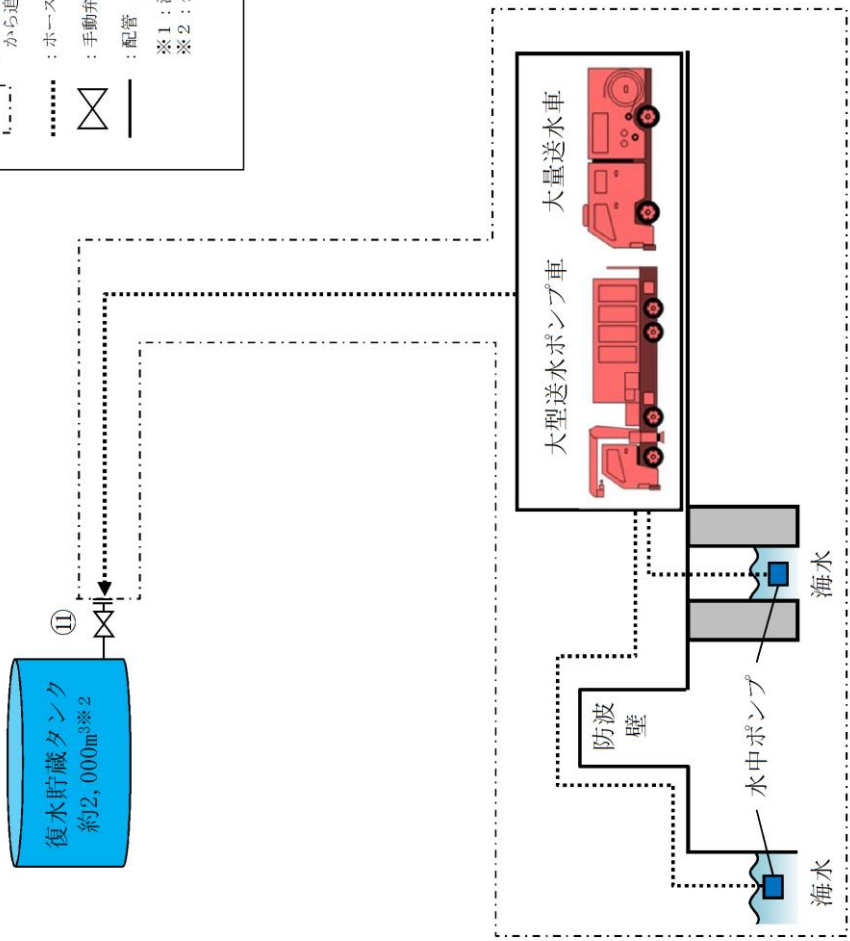 から追
：ホース
：手動弁
：配管
※1：
※2：
⑪
復水貯蔵タンク
約2,000m³※2
大型送水ポンプ車
大量送水車
防波
壁
水中ポンプ
海水
海水